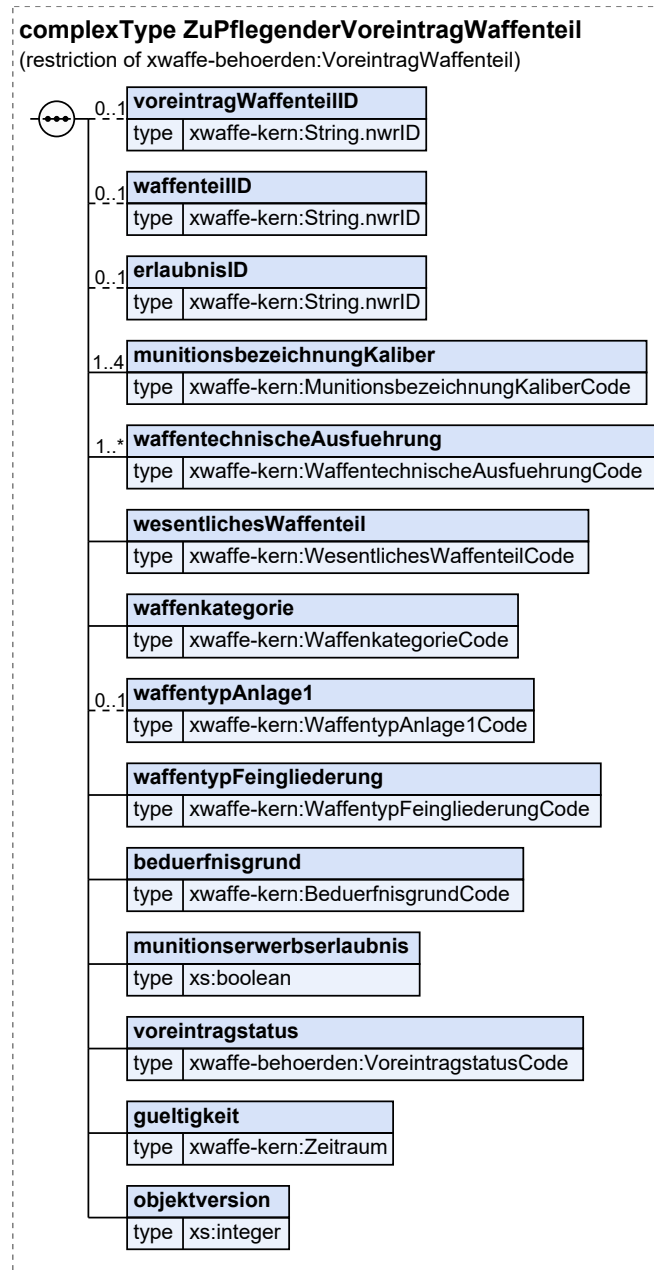 complexType ZuPflegenderVoreintragWaffenteil
(restriction of xwaffe-behoerden:VoreintragWaffenteil)
0..1 voreintragWaffenteilID
type xwaffe-kern:String.nwrID
0..1 waffenteilID
type xwaffe-kern:String.nwrID
0..1 erlaubnisID
type xwaffe-kern:String.nwrID
1..4 munitionsbezeichnungKaliber
type xwaffe-kern:MunitionsbezeichnungKaliberCode
1..* waffentechnischeAusfuehrung
type xwaffe-kern:WaffentechnischeAusfuehrungCode
wesentlichesWaffenteil
type xwaffe-kern:WesentlichesWaffenteilCode
waffenkategorie
type xwaffe-kern:WaffenkategorieCode
0..1 waffentypAnlage1
type xwaffe-kern:WaffentypAnlage1Code
waffentypFeingliederung
type xwaffe-kern:WaffentypFeingliederungCode
beduerfnisgrund
type xwaffe-kern:BeduerfnisgrundCode
munitionserwerbserlaubnis
type xs:boolean
voreintragstatus
type xwaffe-behoerden:VoreintragstatusCode
gueltigkeit
type xwaffe-kern:Zeitraum
objektversion
type xs:integer